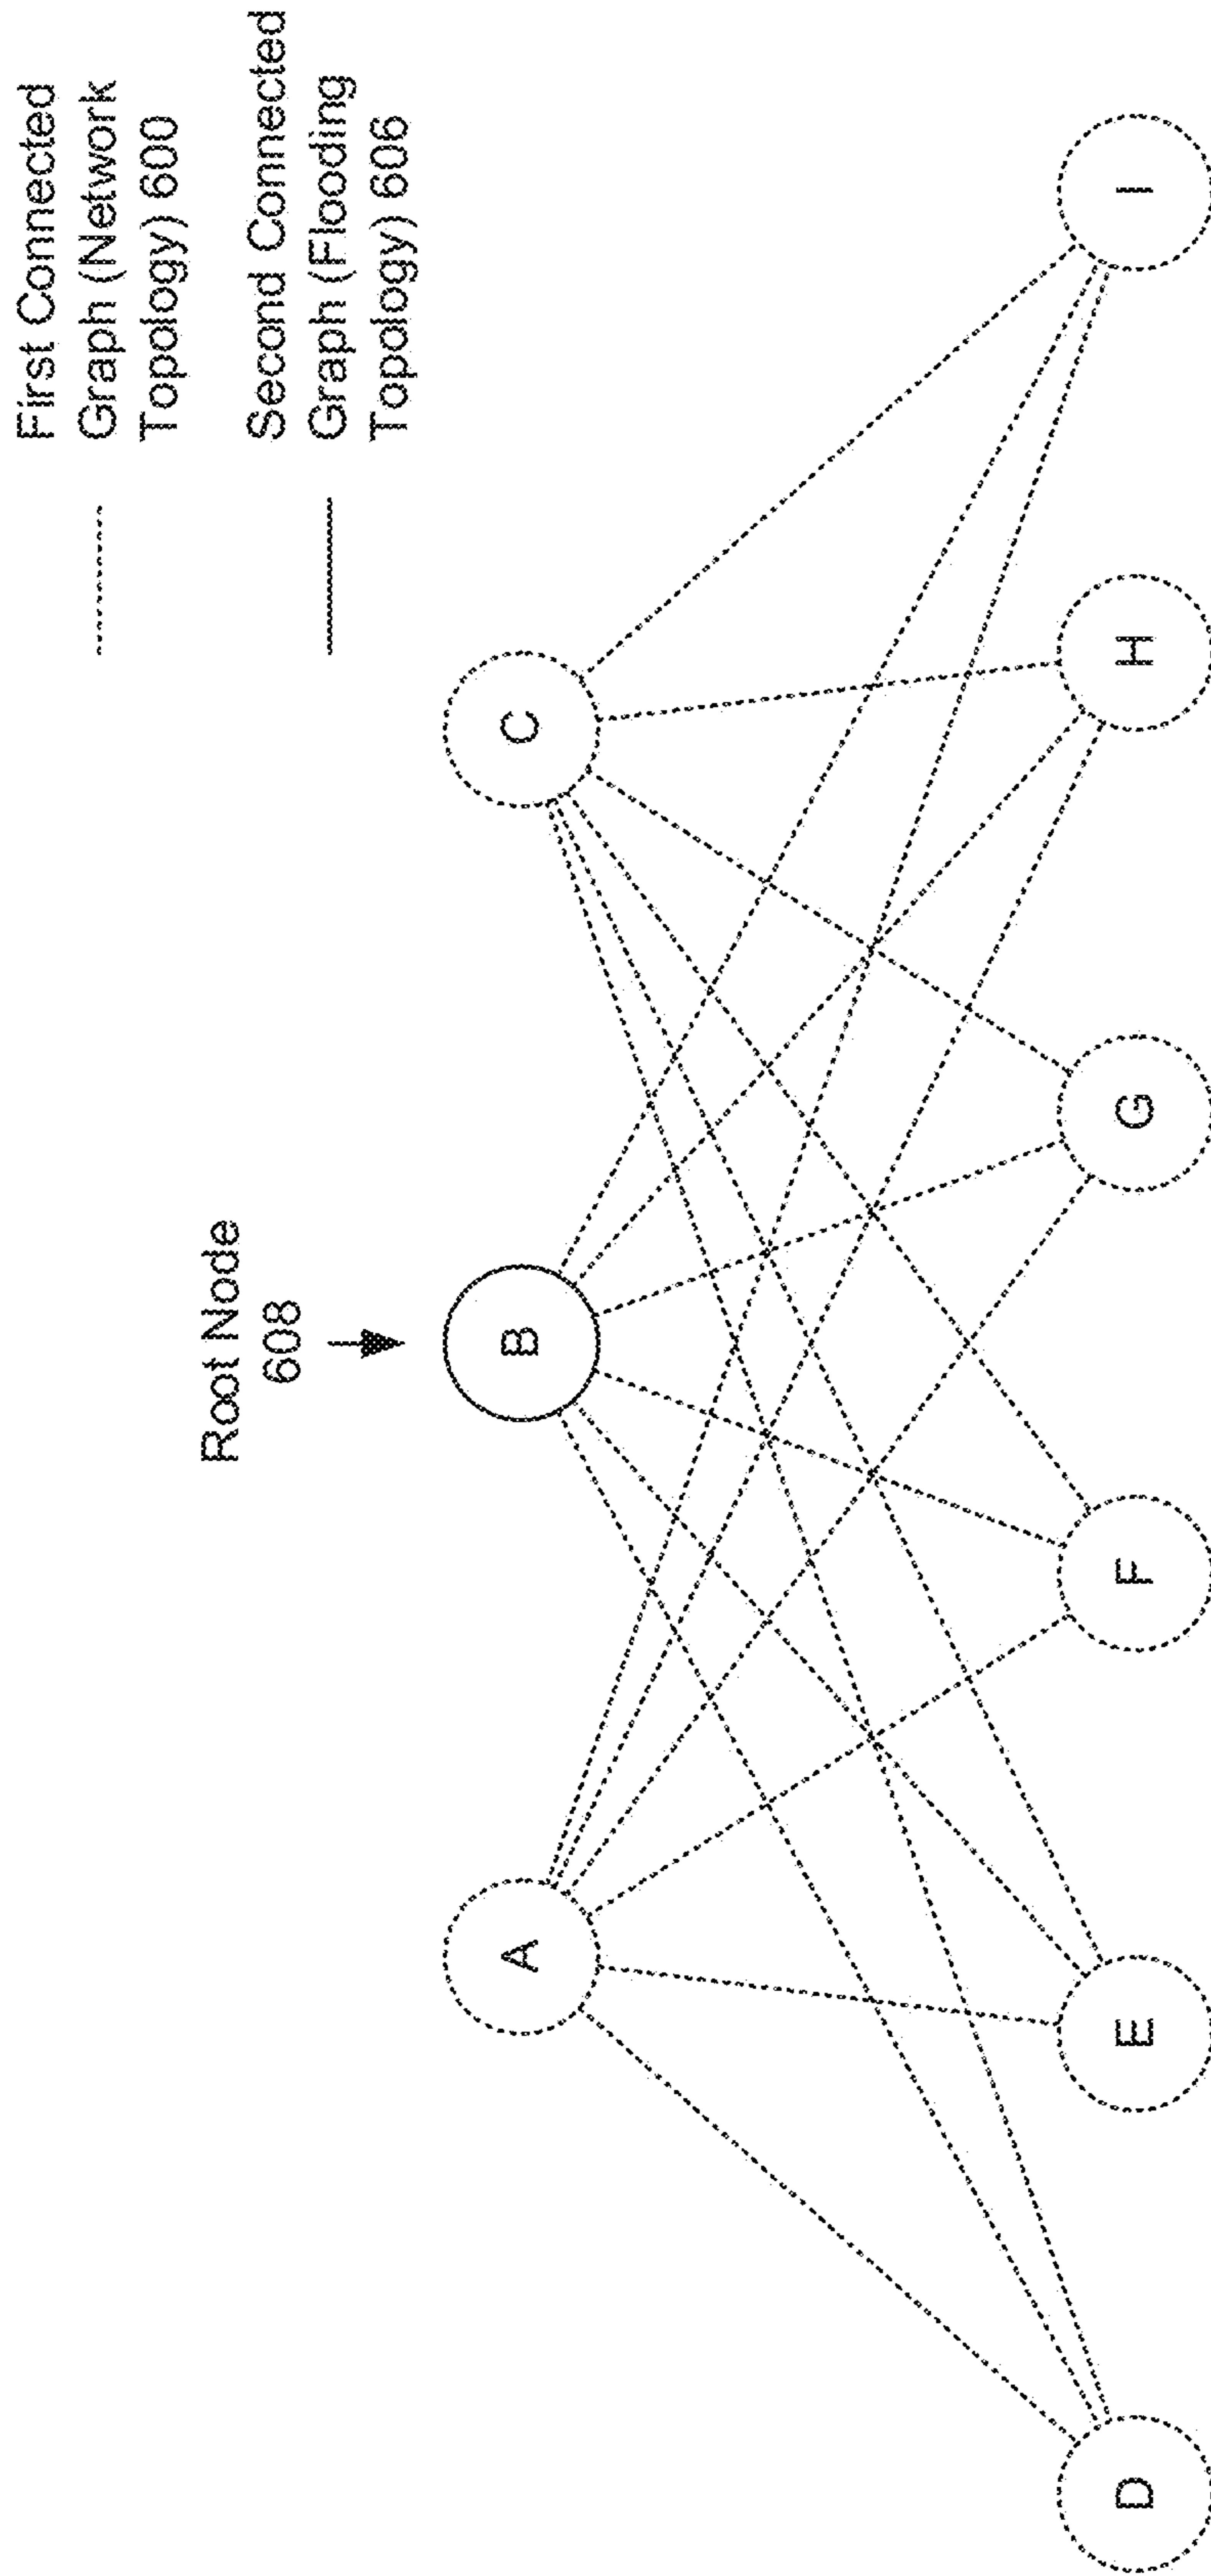 First Connected
Graph (Network
Topology) 600
Second Connected
Graph (Flooding
Topology) 606
Root Node
608
A
B
C
D
E
F
G
H
I